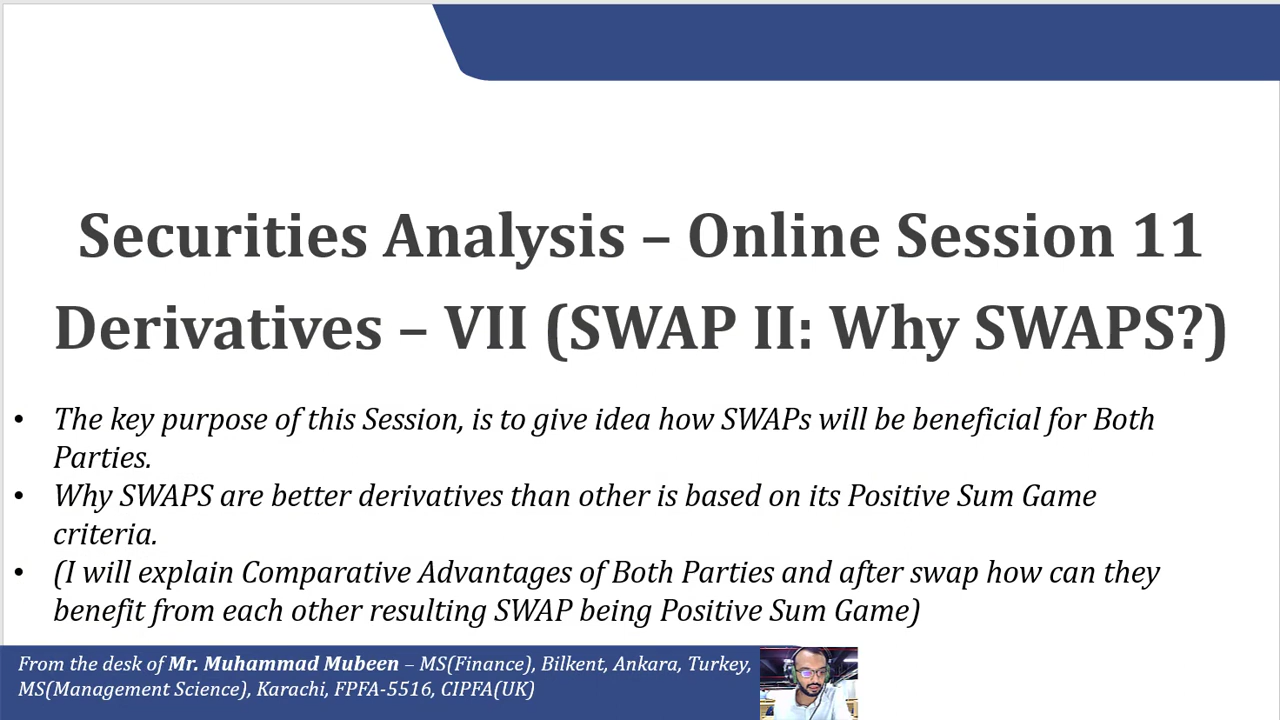 Securities Analysis – Online Session 11
Derivatives – VII (SWAP II: Why SWAPS?)
• The key purpose of this Session, is to give idea how SWAPs will be beneficial for Both
Parties.
• Why SWAPS are better derivatives than other is based on its Positive Sum Game
criteria.
• (I will explain Comparative Advantages of Both Parties and after swap how can they
benefit from each other resulting SWAP being Positive Sum Game)
From the desk of Mr. Muhammad Mubeen – MS(Finance), Bilkent, Ankara, Turkey,
MS(Management Science), Karachi, FPFA-5516, CIPFA(UK)